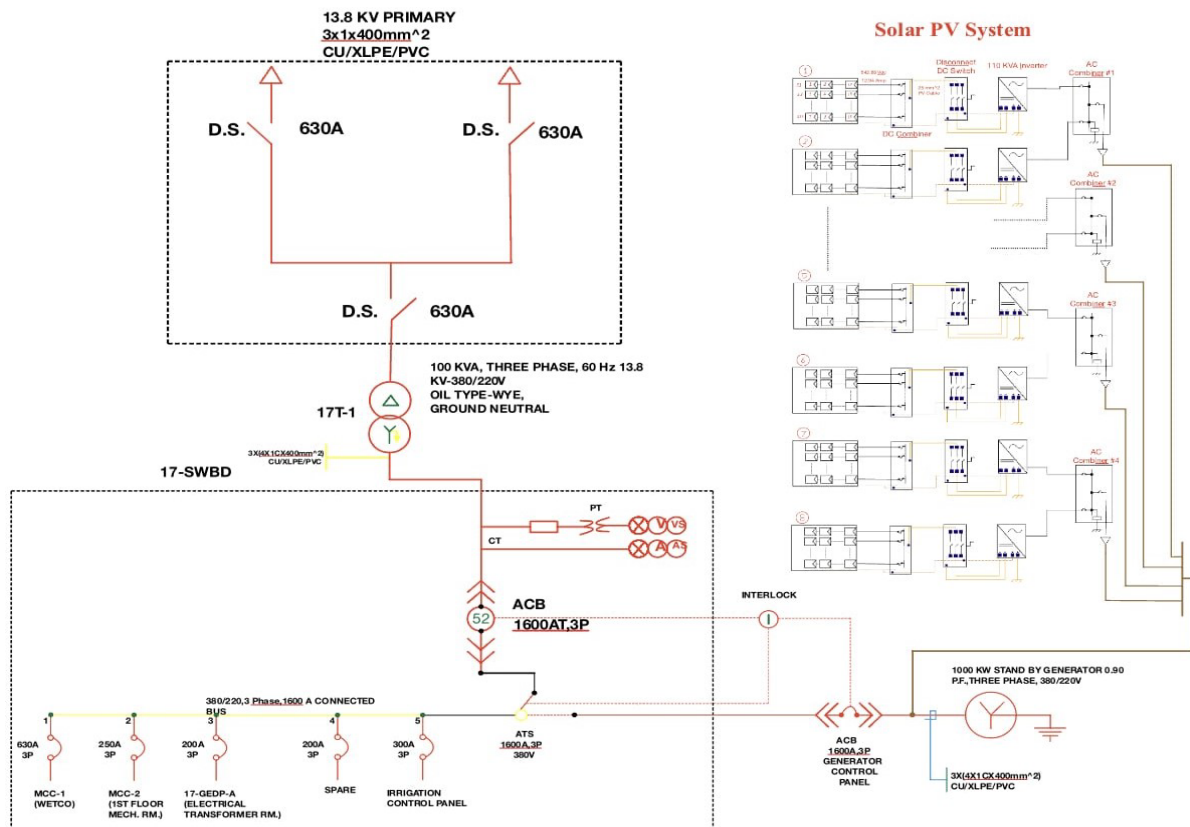 13.8 KV PRIMARY
3x1x400mm^2
CU/XLPE/PVC
D.S.
630A
D.S.
630A
D.S.
630A
100 KVA, THREE PHASE, 60 Hz 13.8
KV-380/220V
OIL TYPE-WYE,
GROUND NEUTRAL
17T-1
3X(4X1CX400mm^2)
CU/XLPE/PVC
17-SWBD
PT
V
VS
CT
A
AS
52
ACB
1600AT,3P
INTERLOCK
I
380/220,3 Phase,1600 A CONNECTED
BUS
1
2
3
4
5
630A
3P
250A
3P
200A
3P
200A
3P
300A
3P
MCC-1
(WETCO)
MCC-2
(1ST FLOOR
MECH. RM.)
17-GEDP-A
(ELECTRICAL
TRANSFORMER RM.)
SPARE
IRRIGATION
CONTROL PANEL
ATS
1600A,3P
380V
ACB
1600A,3P
GENERATOR
CONTROL
PANEL
1000 KW STAND BY GENERATOR 0.90
P.F.,THREE PHASE, 380/220V
3X(4X1CX400mm^2)
CU/XLPE/PVC
Solar PV System
1
Disconnect
DC Switch
110 KVA Inverter
AC
Combiner #1
DC Combiner
2
AC
Combiner #2
AC
Combiner #3
6
7
AC
Combiner #4
8